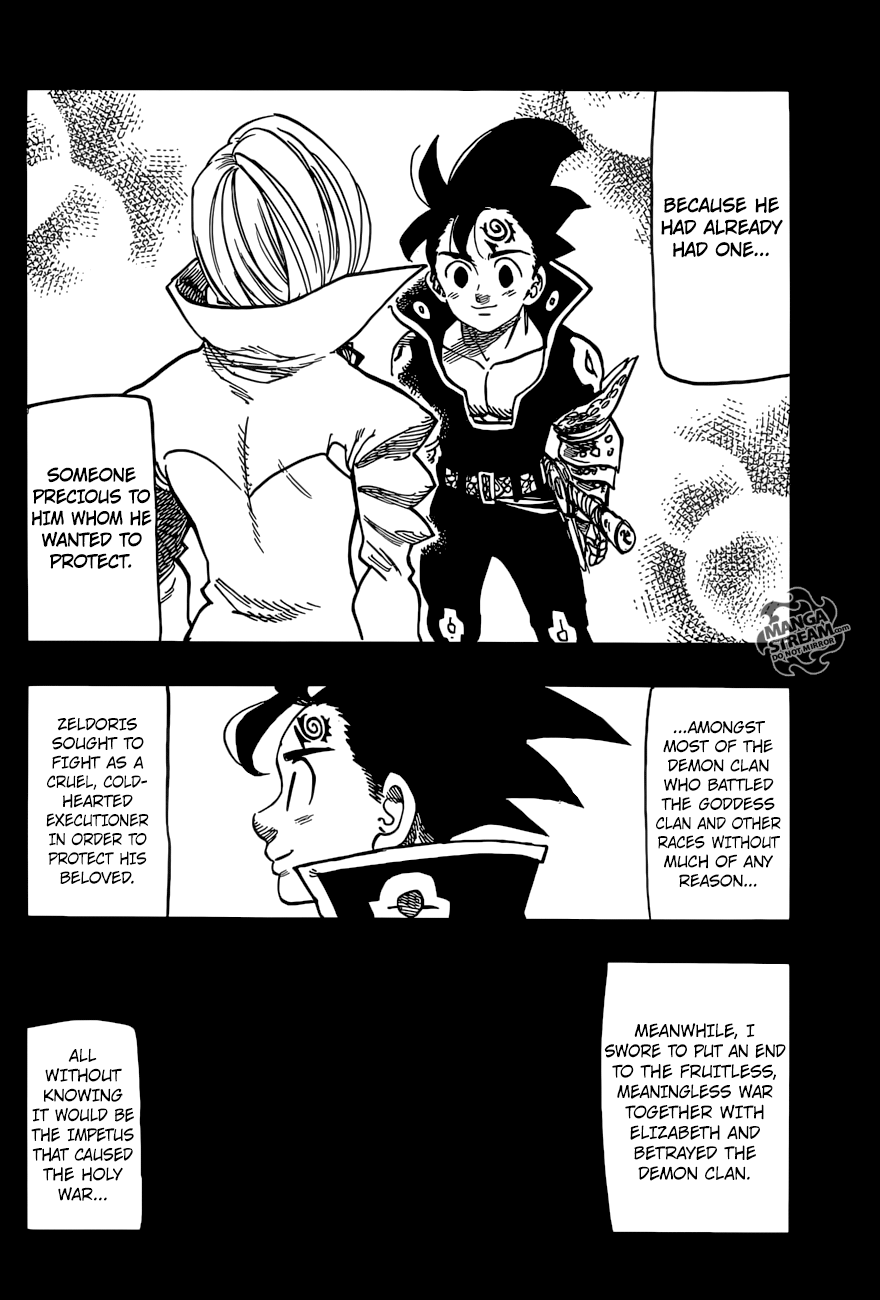 BECAUSE HE
HAD ALREADY
HAD ONE...
SOMEONE
PRECIOUS TO
HIM WHOM HE
WANTED TO
PROTECT.
MANGA
STREAM.com
DO NOT MIRROR
...AMONGST
MOST OF THE
DEMON CLAN
WHO BATTLED
THE GODDESS
CLAN AND OTHER
RACES WITHOUT
MUCH OF ANY
REASON...
ZELDORIS
SOUGHT TO
FIGHT AS A
CRUEL, COLD-
HEARTED
EXECUTIONER
IN ORDER TO
PROTECT HIS
BELOVED.
MEANWHILE, I
SWORE TO PUT AN END
TO THE FRUITLESS,
MEANINGLESS WAR
TOGETHER WITH
ELIZABETH AND
BETRAYED THE
DEMON CLAN.
ALL
WITHOUT
KNOWING
IT WOULD BE
THE IMPETUS
THAT CAUSED
THE HOLY
WAR...